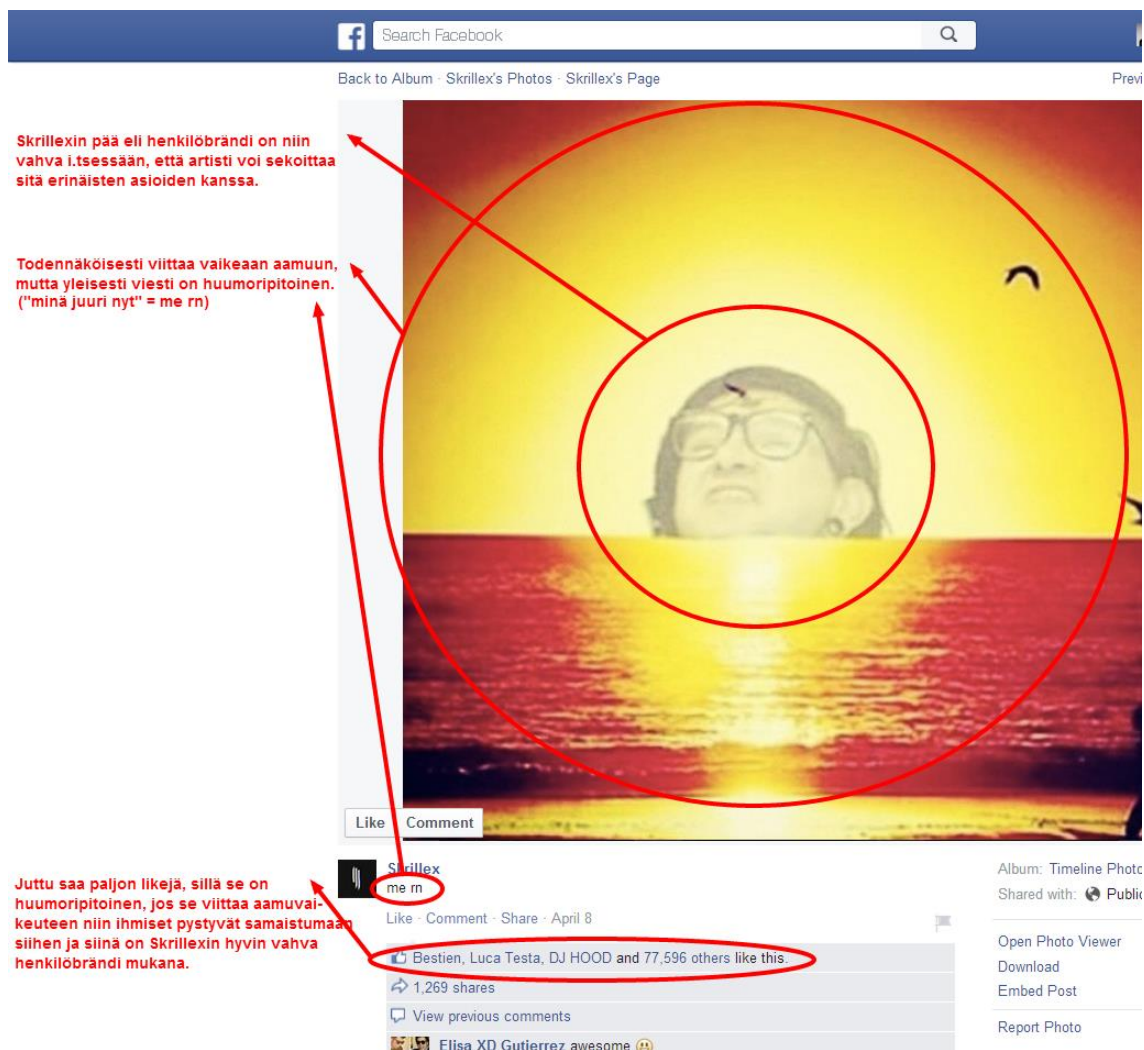 Search Facebook
Back to Album · Skrillex's Photos · Skrillex's Page
Skrillexin pää eli henkilöbrändi on niin
vahva i.tsessään, että artisti voi sekoittaa
sitä erinäisten asioiden kanssa.
Todennäköisesti viittaa vaikeaan aamuun,
mutta yleisesti viesti on huumoripitoinen.
("minä juuri nyt" = me rn)
Like Comment
Skrillex
me rn
Like · Comment · Share · April 8
Juttu saa paljon likejä, sillä se on
huumoripitoinen, jos se viittaa aamuvai-
keuteen niin ihmiset pystyvät samaistumaan
siihen ja siinä on Skrillexin hyvin vahva
henkilöbrändi mukana.
Bestien, Luca Testa, DJ HOOD and 77,596 others like this.
1,269 shares
View previous comments
Elisa XD Gutierrez awesome
Album: Timeline Photo
Shared with: Public
Open Photo Viewer
Download
Embed Post
Report Photo